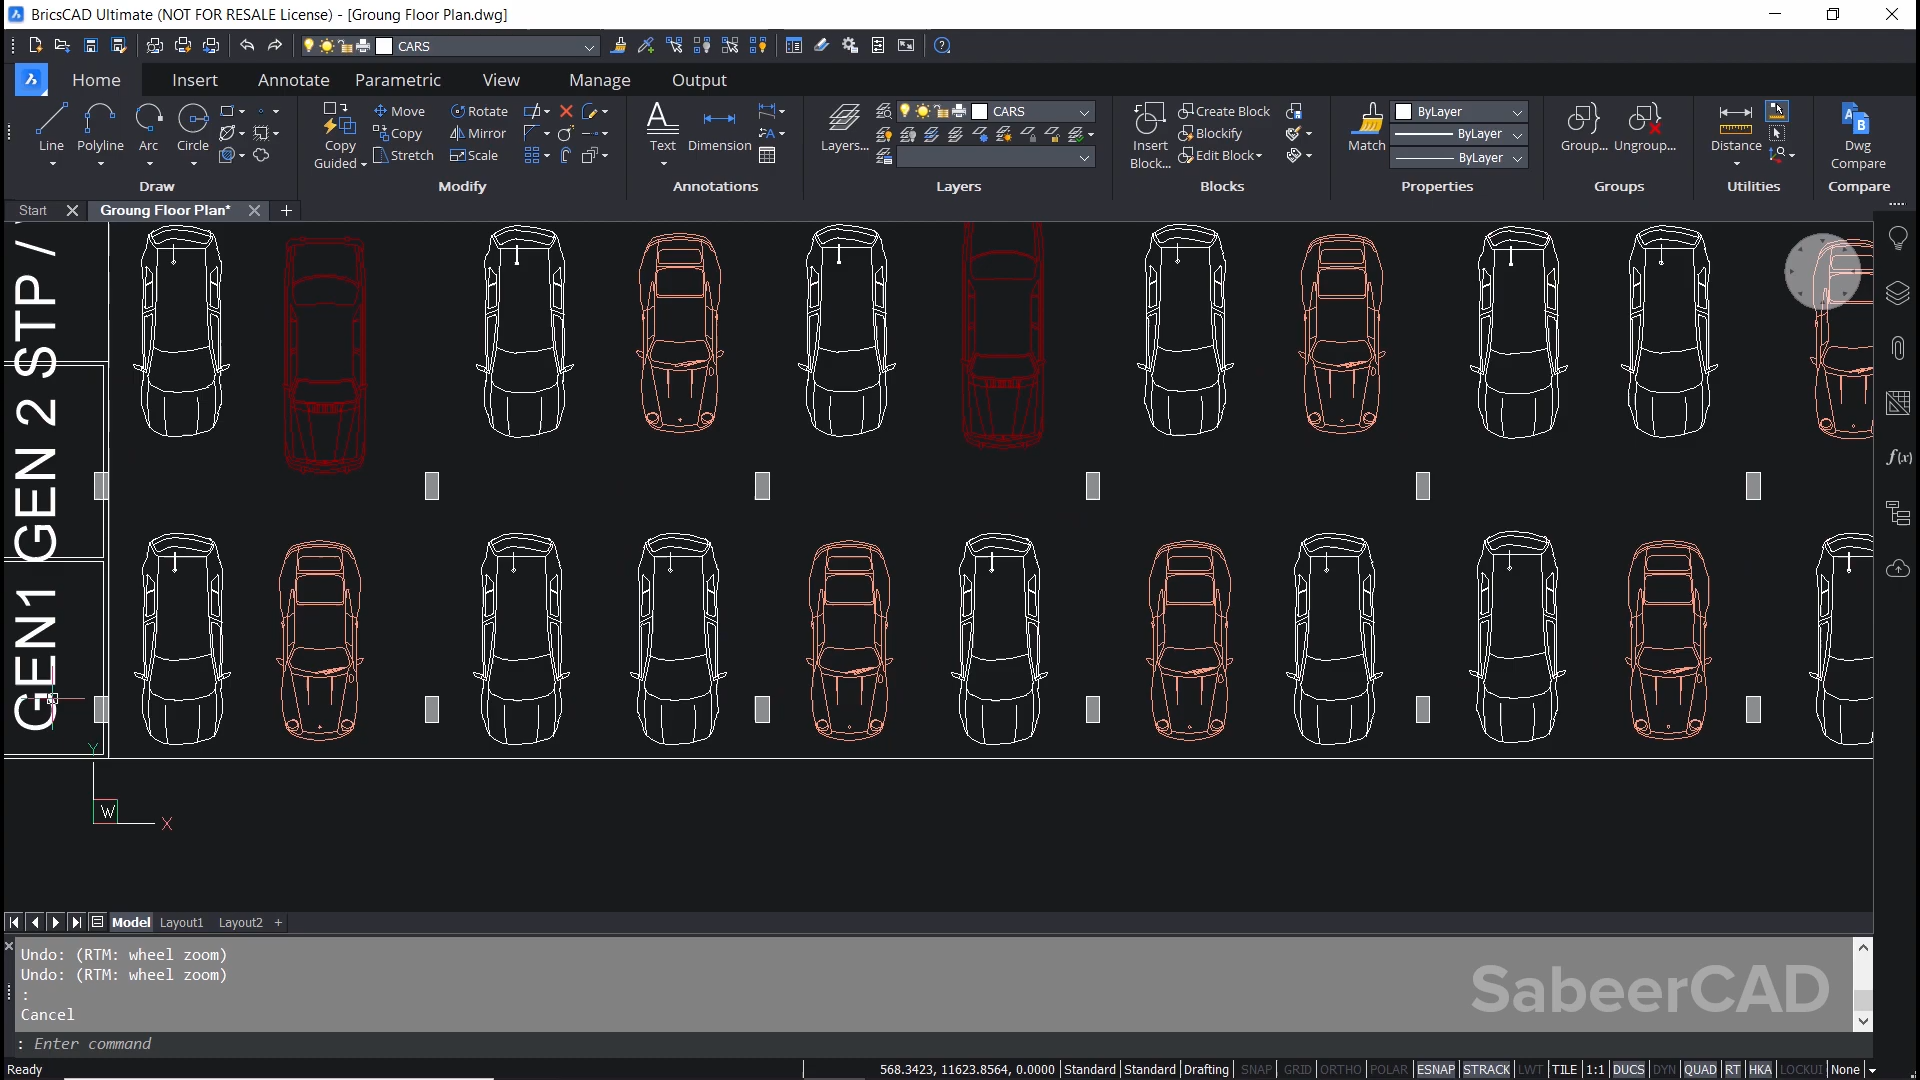 BricsCAD Ultimate (NOT FOR RESALE License) - [Groung Floor Plan.dwg]
CARS
Home Insert Annotate Parametric View Manage Output
Line Polyline Arc Circle
Draw
Copy Guided
Move Rotate
Copy Mirror
Stretch Scale
Modify
Text Dimension
Annotations
Layers...
CARS
Layers
Insert Block...
Create Block
Blockify
Edit Block
Blocks
Match
ByLayer
ByLayer
ByLayer
Properties
Group... Ungroup...
Groups
Distance
Utilities
Dwg Compare
Compare
Start Groung Floor Plan* +
GEN1 GEN 2 STP /
f(x)
Y
W X
Model Layout1 Layout2 +
Undo: (RTM: wheel zoom)
Undo: (RTM: wheel zoom)
:
Cancel
SabeerCAD
: Enter command
Ready 568.3423, 11623.8564, 0.0000 Standard Standard Drafting SNAP GRID ORTHO POLAR ESNAP STRACK LWT TILE 1:1 DUCS DYN QUAD RT HKA LOCKUI None